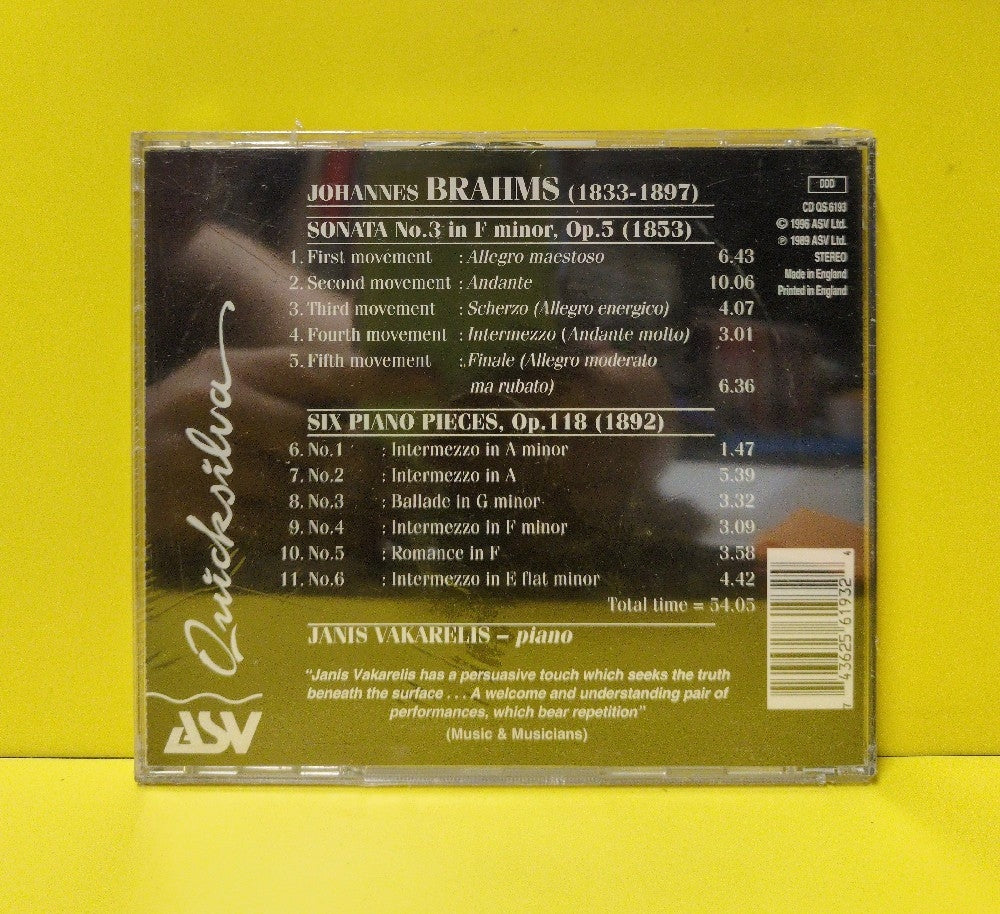 JOHANNES BRAHMS (1833-1897)
SONATA No.3 in F minor, Op.5 (1853)
1. First movement : Allegro maestoso 6.43
2. Second movement : Andante 10.06
3. Third movement : Scherzo (Allegro energico) 4.07
4. Fourth movement : Intermezzo (Andante molto) 3.01
5. Fifth movement : Finale (Allegro moderato
ma rubato) 6.36
SIX PIANO PIECES, Op.118 (1892)
6. No.1 : Intermezzo in A minor 1.47
7. No.2 : Intermezzo in A 5.39
8. No.3 : Ballade in G minor 3.32
9. No.4 : Intermezzo in F minor 3.09
10. No.5 : Romance in F 3.58
11. No.6 : Intermezzo in E flat minor 4.42
Total time = 54.05
JANIS VAKARELIS – piano
"Janis Vakarelis has a persuasive touch which seeks the truth
beneath the surface . . . A welcome and understanding pair of
performances, which bear repetition"
(Music & Musicians)
DDD
CD QS 6193
© 1996 ASV Ltd.
℗ 1989 ASV Ltd.
STEREO
Made in England
Printed in England
Quicksilva
ASV
7 43625 61932 4